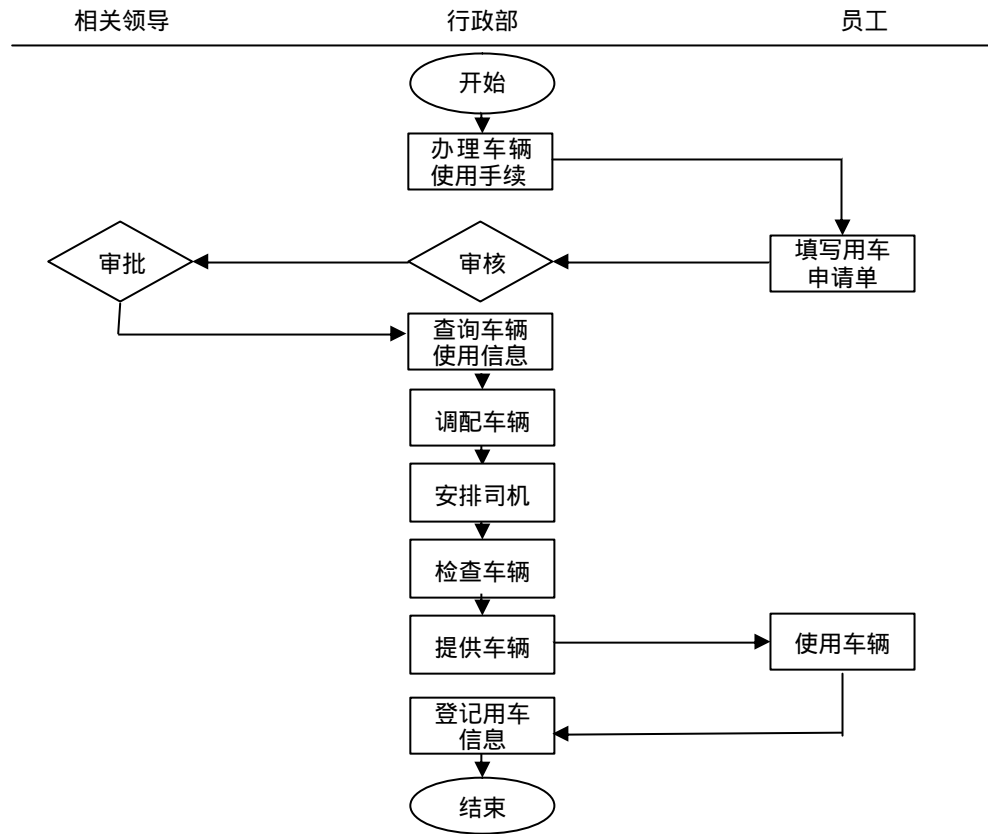 相关领导 行政部 员工
开始
办理车辆
使用手续
审批 审核 填写用车
申请单
查询车辆
使用信息
调配车辆
安排司机
检查车辆
提供车辆 使用车辆
登记用车
信息
结束